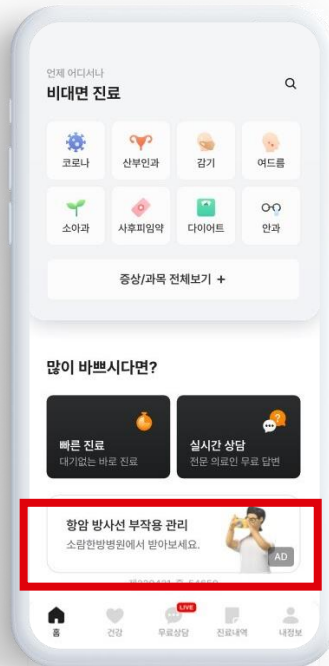 언제 어디서나
비대면 진료
코로나 산부인과 감기 여드름
소아과 사후피임약 다이어트 안과
증상/과목 전체보기 +
많이 바쁘시다면?
빠른 진료 실시간 상담
대기없는 바로 진료 전문 의료인 무료 답변
항암 방사선 부작용 관리
소람한방병원에서 받아보세요.
AD
LIVE
홈 건강 무료상담 진료내역 내정보